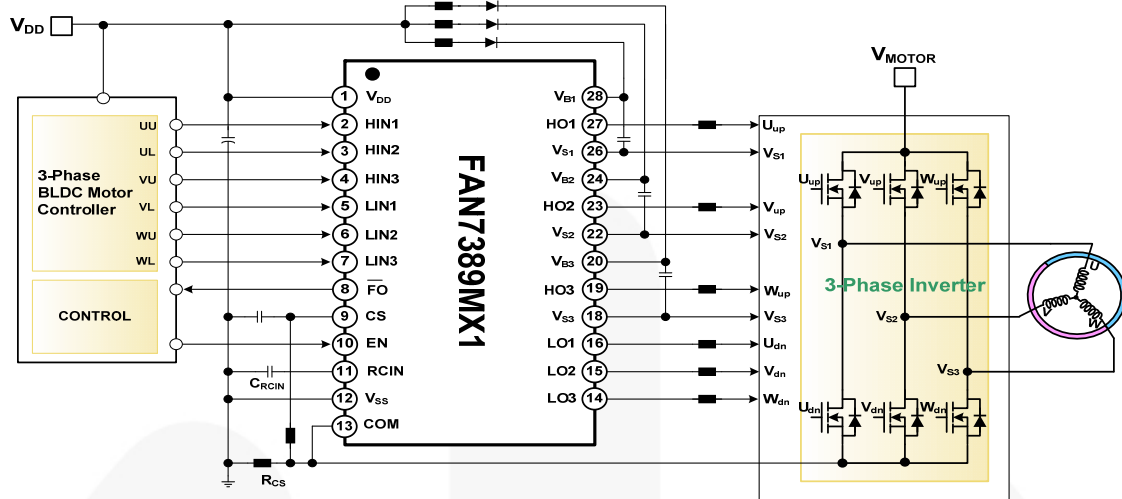 VDD
VMOTOR
3-Phase
BLDC Motor
Controller
UU
UL
VU
VL
WU
WL
CONTROL
CRCIN
RCS
1 VDD
2 HIN1
3 HIN2
4 HIN3
5 LIN1
6 LIN2
7 LIN3
8 FO
9 CS
10 EN
11 RCIN
12 VSS
13 COM
FAN7389MX1
VB1 28
HO1 27
VS1 26
VB2 24
HO2 23
VS2 22
VB3 20
HO3 19
VS3 18
LO1 16
LO2 15
LO3 14
Uup
VS1
Vup
VS2
Wup
VS3
Udn
Vdn
Wdn
Uup
Vup
Wup
VS1
3-Phase Inverter
VS2
VS3
Udn
Vdn
Wdn
U
V
W